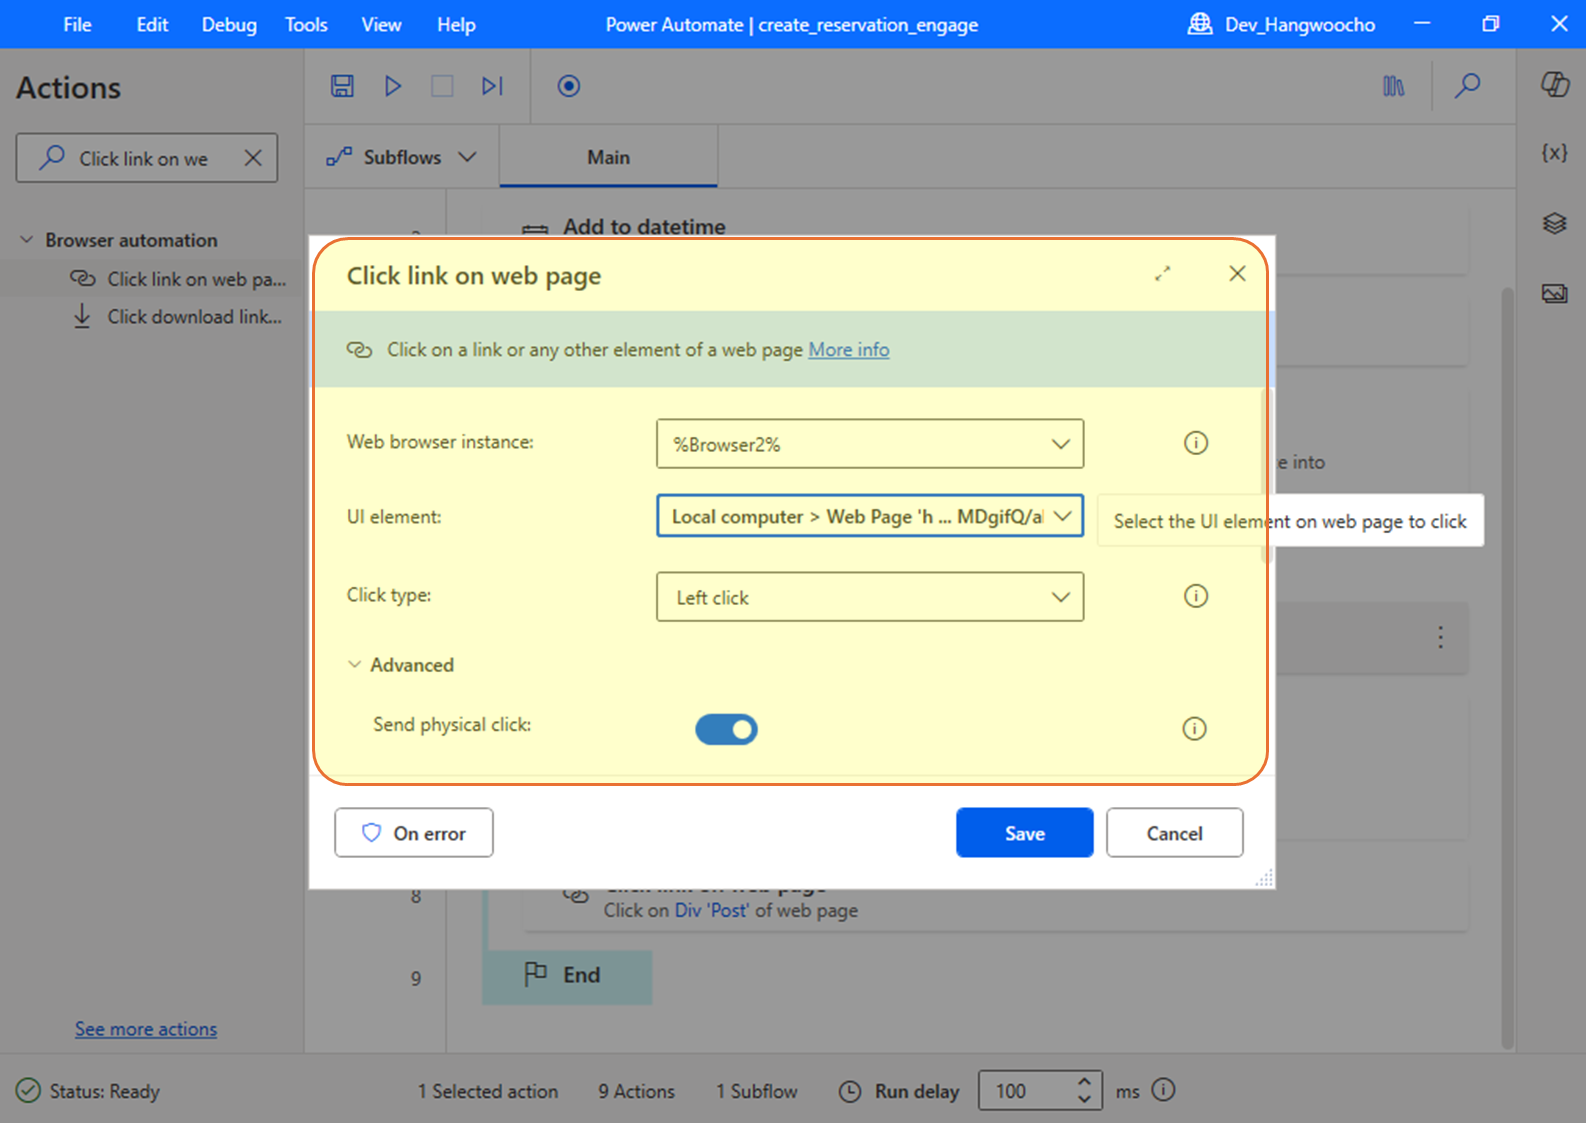 File Edit Debug Tools View Help Power Automate | create_reservation_engage Dev_Hangwoocho
Actions
Click link on we
Subflows Main
Browser automation
Click link on web pa...
Click download link...
See more actions
Add to datetime
Click link on web page
Click on a link or any other element of a web page More info
Web browser instance: %Browser2%
e into
UI element: Local computer > Web Page 'h ... MDgifQ/a
Select the UI element on web page to click
Click type: Left click
Advanced
Send physical click:
On error Save Cancel
8 Click link on web page
Click on Div 'Post' of web page
9 End
Status: Ready 1 Selected action 9 Actions 1 Subflow Run delay 100 ms